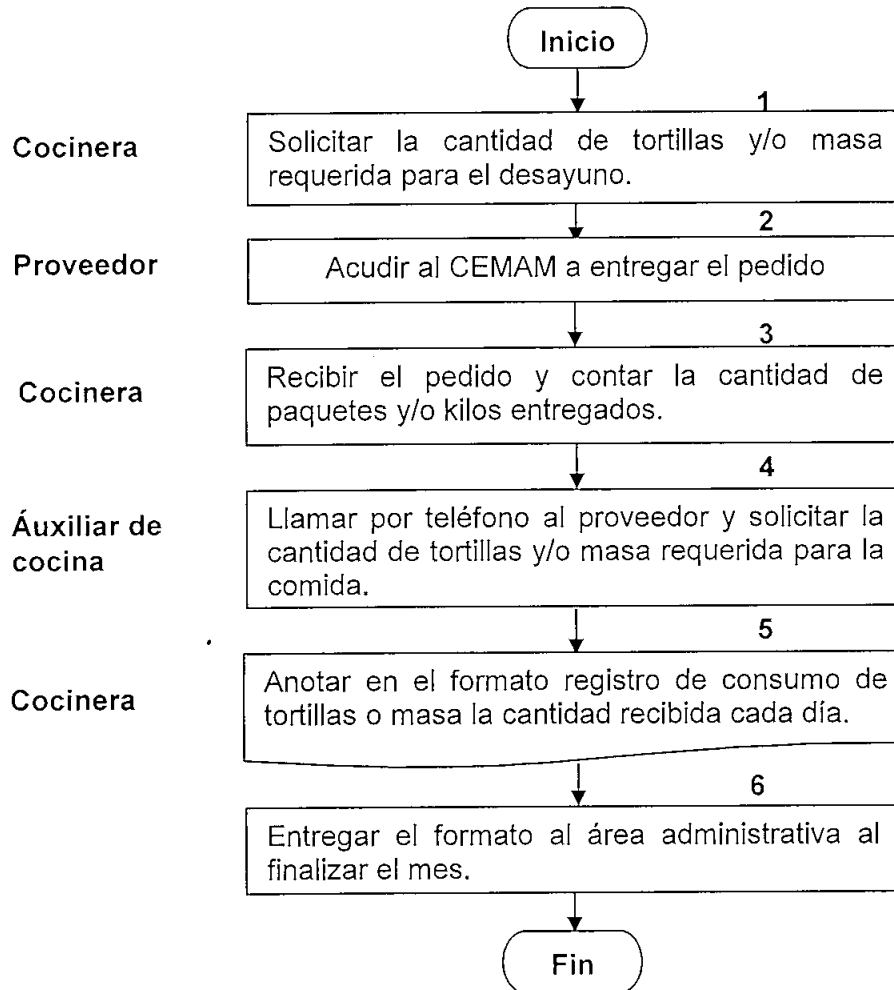 Inicio
1
Cocinera
Solicitar la cantidad de tortillas y/o masa
requerida para el desayuno.
2
Proveedor
Acudir al CEMAM a entregar el pedido
3
Cocinera
Recibir el pedido y contar la cantidad de
paquetes y/o kilos entregados.
4
Áuxiliar de
cocina
Llamar por teléfono al proveedor y solicitar la
cantidad de tortillas y/o masa requerida para la
comida.
5
Cocinera
Anotar en el formato registro de consumo de
tortillas o masa la cantidad recibida cada día.
6
Entregar el formato al área administrativa al
finalizar el mes.
Fin